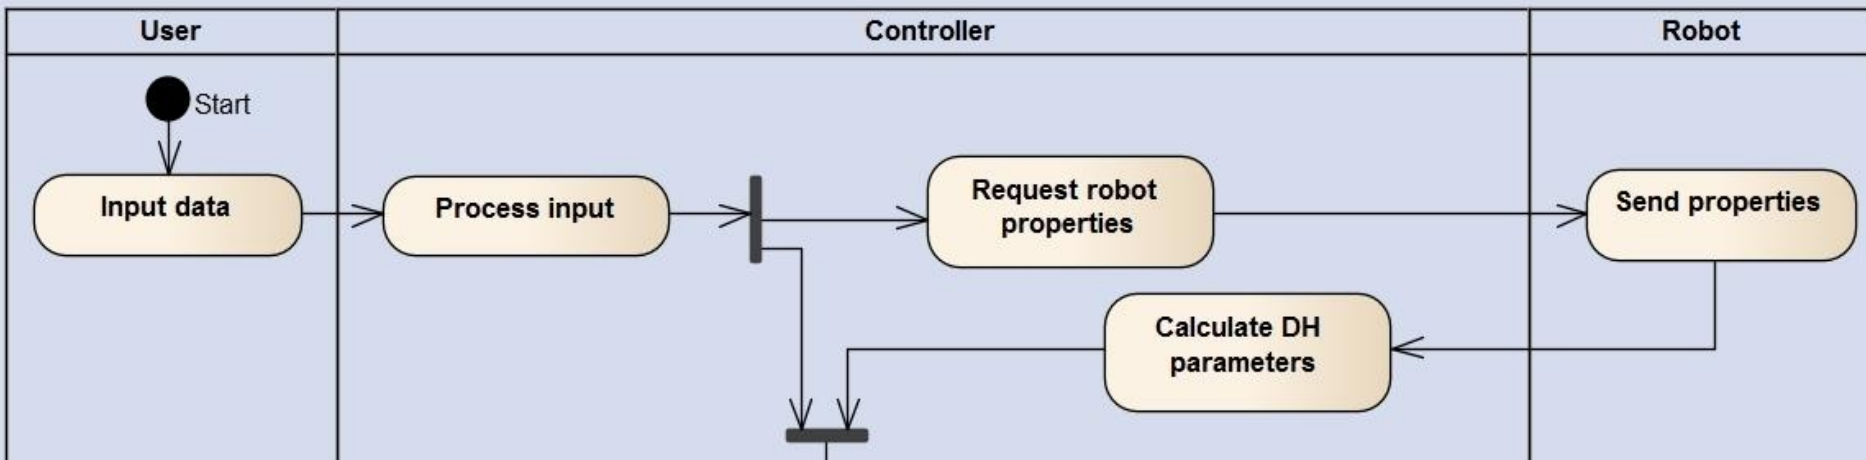 User
Controller
Robot
Start
Input data
Process input
Request robot
properties
Send properties
Calculate DH
parameters